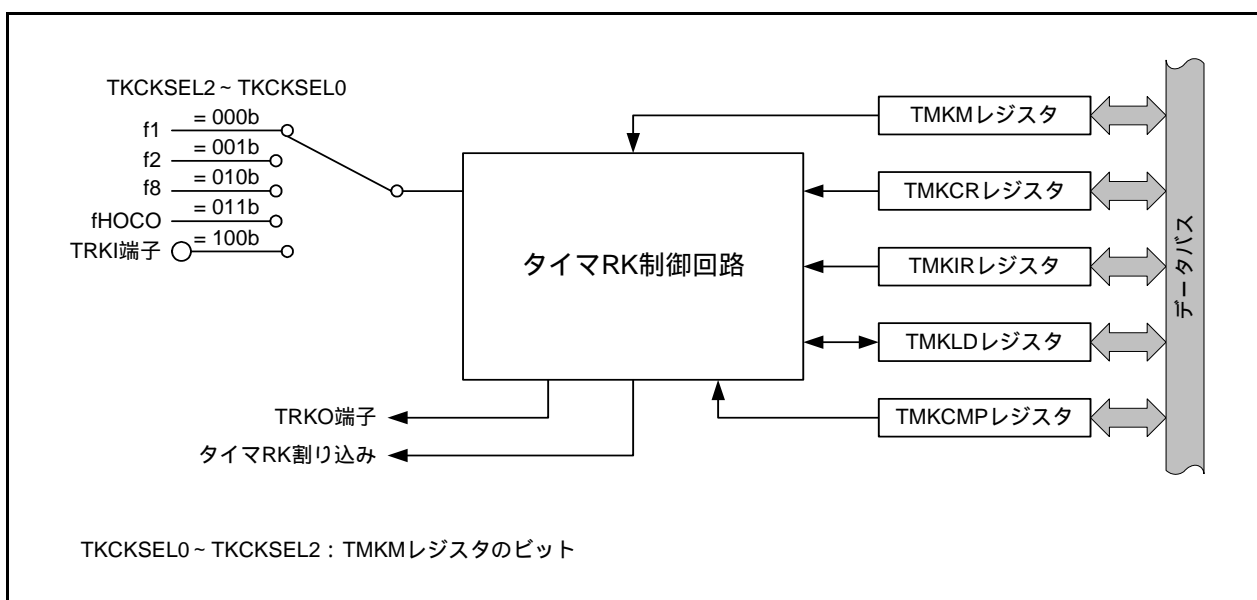 TKCKSEL2 ~ TKCKSEL0
f1 = 000b
f2 = 001b
f8 = 010b
fHOCO = 011b
TRKI端子 = 100b
タイマRK制御回路
TMKMレジスタ
TMKCRレジスタ
TMKIRレジスタ
TMKLDレジスタ
TMKCMPレジスタ
データバス
TRKO端子
タイマRK割り込み
TKCKSEL0 ~ TKCKSEL2 : TMKMレジスタのビット